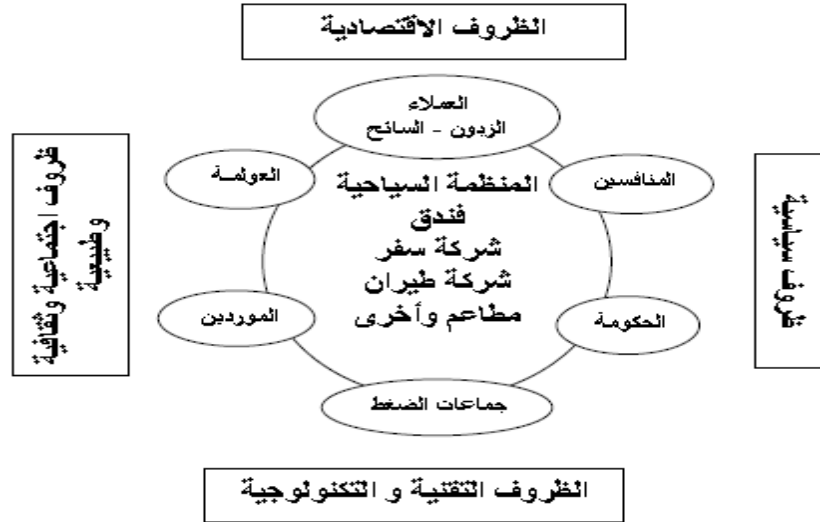 الظروف الاقتصادية
العملاء
الزبون - السائح
العولمة
المنافسين
المنظمة السياحية
فندق
شركة سفر
شركة طيران
مطاعم وأخرى
الموردين
الحكومة
جماعات الضغط
ظروف سياسية
ظروف اجتماعية وثقافية
وطبيعية
الظروف التقنية و التكنولوجية